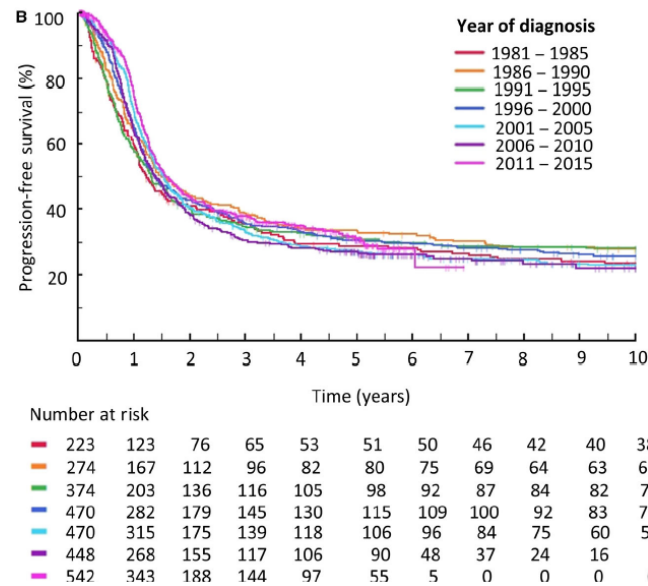 B
Year of diagnosis
1981 – 1985
1986 – 1990
1991 – 1995
1996 – 2000
2001 – 2005
2006 – 2010
2011 – 2015
Progression-free survival (%)
100
80
60
40
20
0 1 2 3 4 5 6 7 8 9 10
Time (years)
Number at risk
223 123 76 65 53 51 50 46 42 40
274 167 112 96 82 80 75 69 64 63
374 203 136 116 105 98 92 87 84 82
470 282 179 145 130 115 109 100 92 83
470 315 175 139 118 106 96 84 75 60
448 268 155 117 106 90 48 37 24 16
542 343 188 144 97 55 5 0 0 0